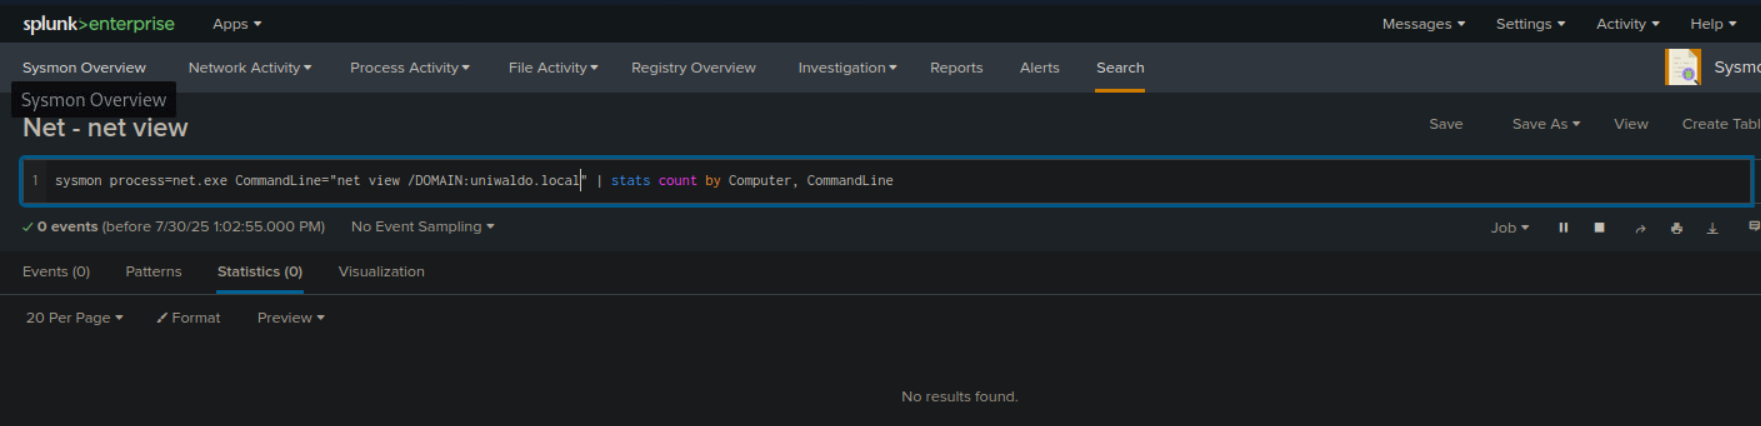 splunk>enterprise Apps Messages Settings Activity Help
Sysmon Overview Network Activity Process Activity File Activity Registry Overview Investigation Reports Alerts Search Sysmo
Sysmon Overview
Net - net view Save Save As View Create Tabl
1 sysmon process=net.exe CommandLine="net view /DOMAIN:uniwaldo.local" | stats count by Computer, CommandLine
✓ 0 events (before 7/30/25 1:02:55.000 PM) No Event Sampling Job
Events (0) Patterns Statistics (0) Visualization
20 Per Page Format Preview
No results found.